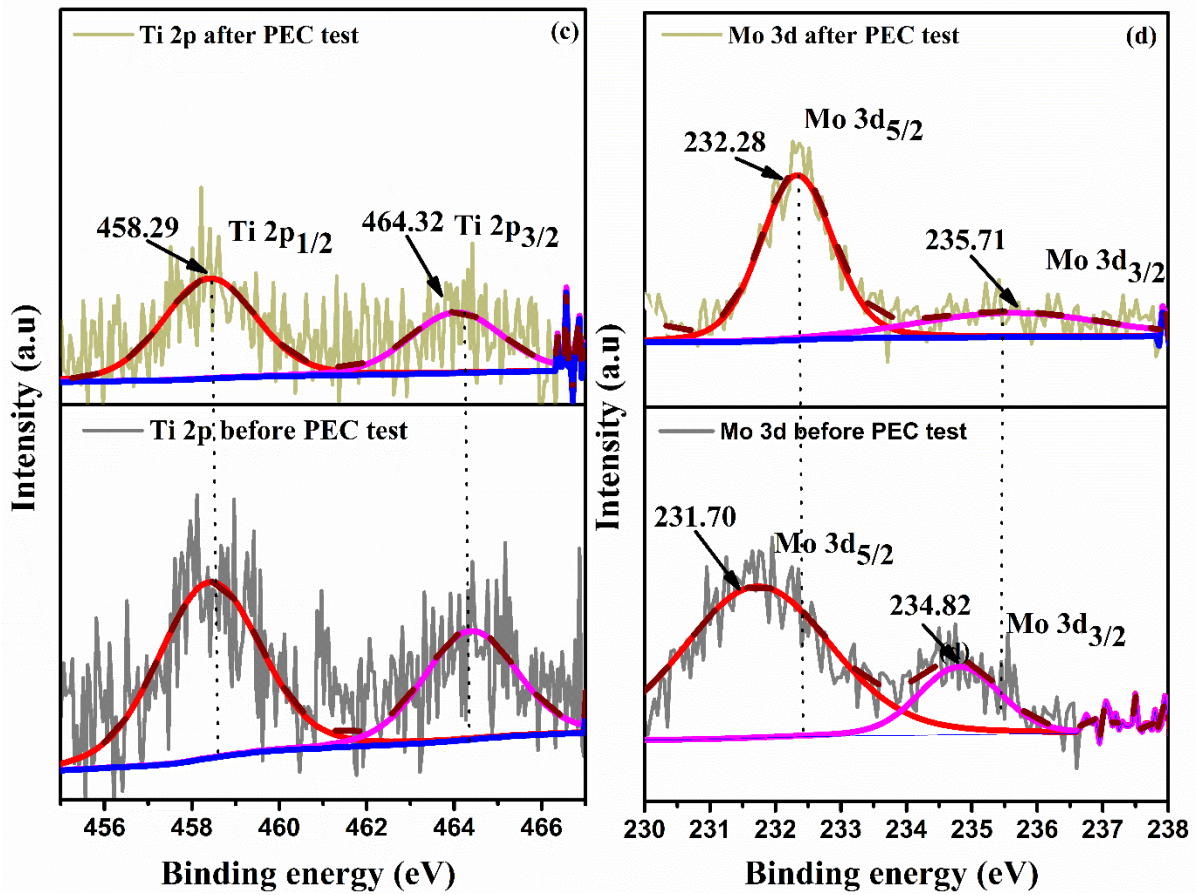 Ti 2p after PEC test
(c)
458.29
Ti 2p1/2
464.32
Ti 2p3/2
Intensity (a.u)
Ti 2p before PEC test
456 458 460 462 464 466
Binding energy (eV)
Mo 3d after PEC test
(d)
Mo 3d5/2
232.28
235.71
Mo 3d3/2
Intensity (a.u)
Mo 3d before PEC test
231.70
Mo 3d5/2
234.82
(d)
Mo 3d3/2
230 231 232 233 234 235 236 237 238
Binding energy (eV)